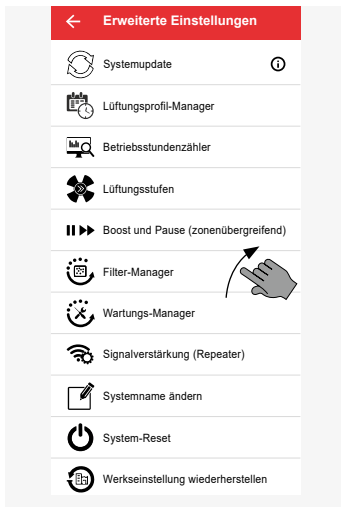 Erweiterte Einstellungen
Systemupdate
Lüftungsprofil-Manager
Betriebsstundenzähler
Lüftungsstufen
Boost und Pause (zonenübergreifend)
Filter-Manager
Wartungs-Manager
Signalverstärkung (Repeater)
Systemname ändern
System-Reset
Werkseinstellung wiederherstellen